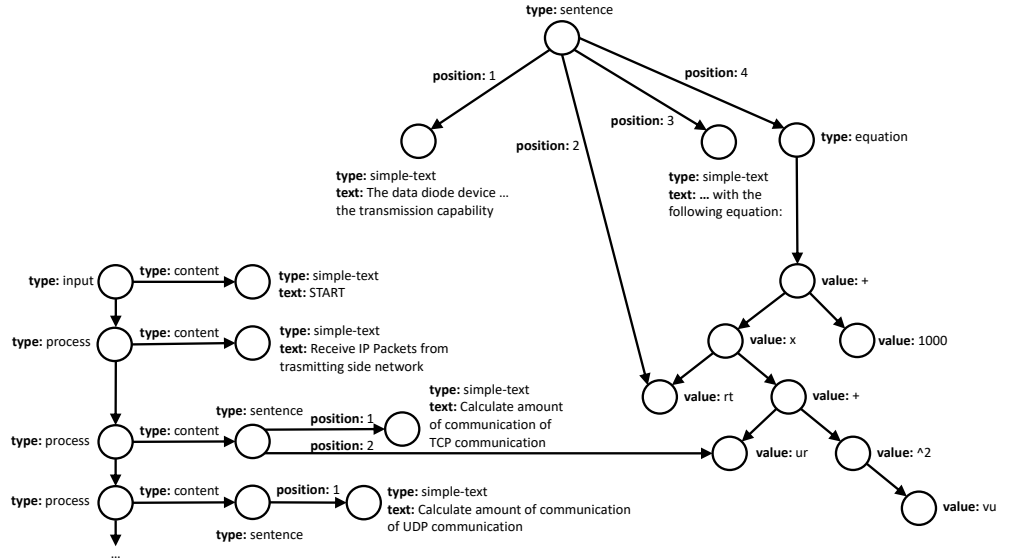 type: sentence
position: 1
position: 4
position: 3
position: 2
type: equation
type: simple-text
text: The data diode device ...
the transmission capability
type: simple-text
text: ... with the
following equation:
type: input
type: content
type: simple-text
text: START
value: +
type: process
type: content
type: simple-text
text: Receive IP Packets from
trasmitting side network
value: x
value: 1000
type: simple-text
text: Calculate amount
of communication of
TCP communication
value: rt
value: +
type: sentence
position: 1
type: process
type: content
position: 2
value: ur
value: ^2
type: process
type: content
position: 1
type: simple-text
text: Calculate amount of communication
of UDP communication
type: sentence
value: vu
...